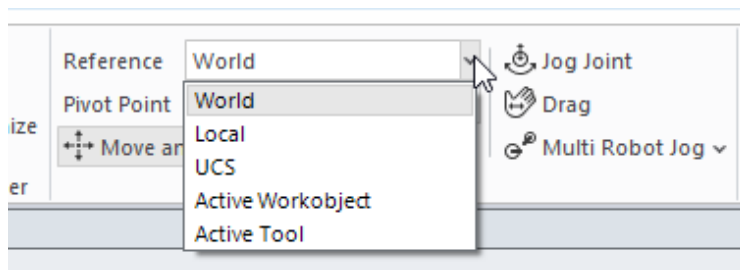 Reference World
Jog Joint
Pivot Point World
Drag
ize
Move ar
Local
Multi Robot Jog
UCS
er
Active Workobject
Active Tool